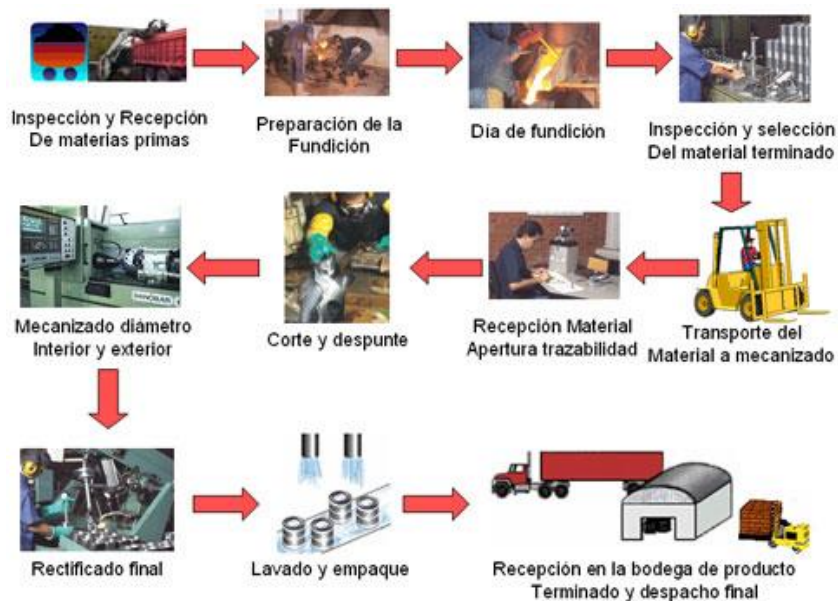 Inspección y Recepción
De materias primas
Preparación de la
Fundición
Día de fundición
Inspección y selección
Del material terminado
Transporte del
Material a mecanizado
Recepción Material
Apertura trazabilidad
Corte y despunte
Mecanizado diámetro
Interior y exterior
Rectificado final
Lavado y empaque
Recepción en la bodega de producto
Terminado y despacho final